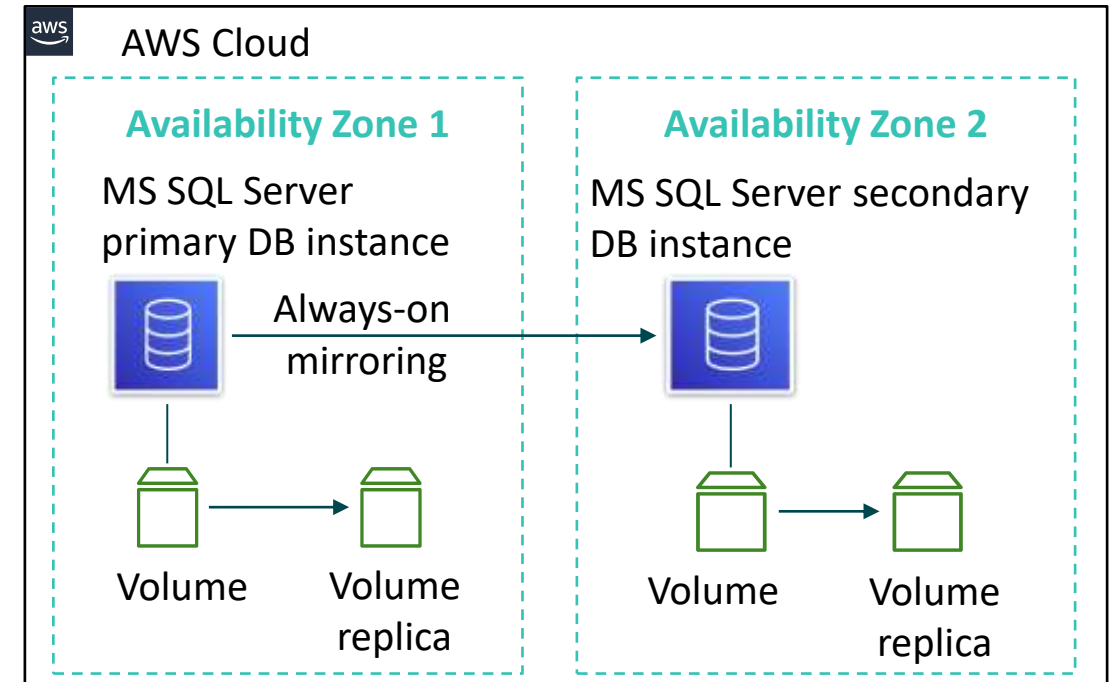 aws
AWS Cloud
Availability Zone 1
MS SQL Server
primary DB instance
Always-on
mirroring
Volume
Volume
replica
Availability Zone 2
MS SQL Server secondary
DB instance
Volume
Volume
replica